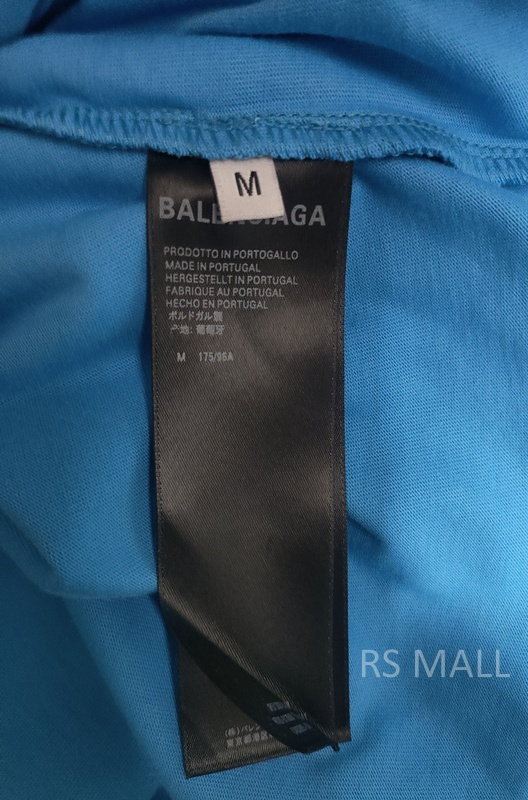 M
BALENCIAGA
PRODOTTO IN PORTOGALLO
MADE IN PORTUGAL
HERGESTELLT IN PORTUGAL
FABRIQUE AU PORTUGAL
HECHO EN PORTUGAL
ポルトガル製
产地: 葡萄牙
M 175/96A
RS MALL